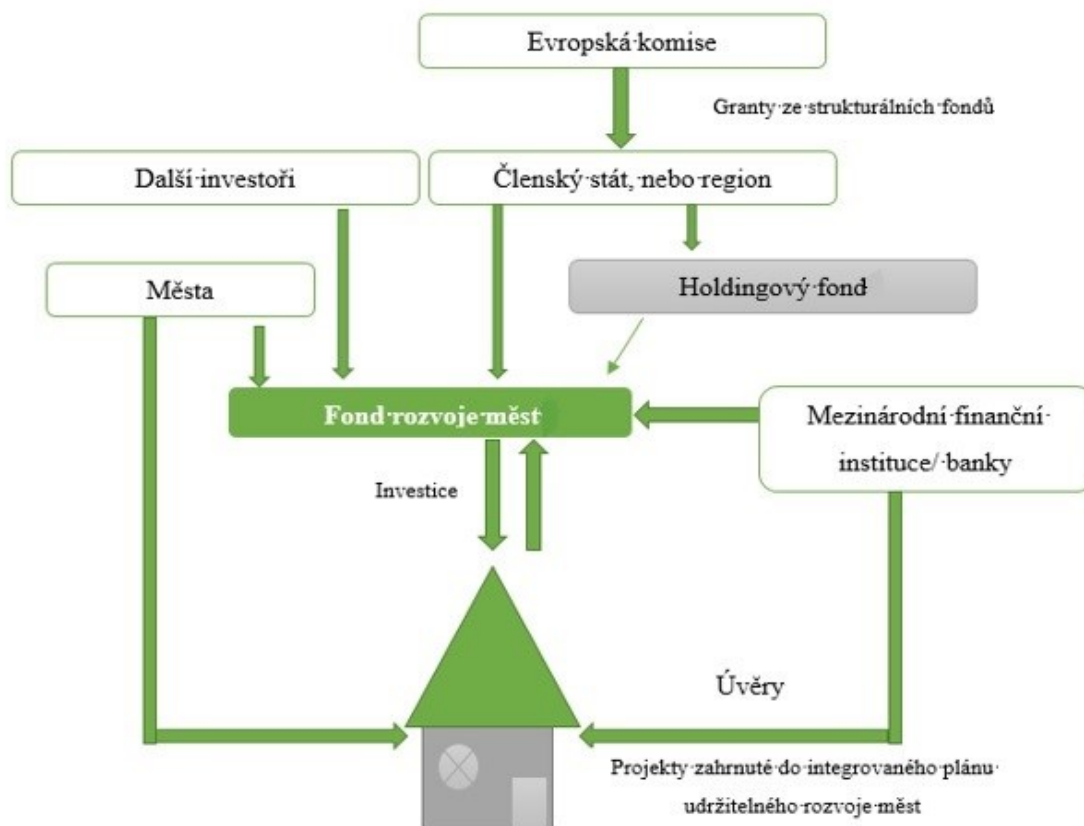 Evropská komise
Granty ze strukturálních fondů
Další investoři
Členský stát, nebo region
Města
Holdingový fond
Fond rozvoje měst
Mezinárodní finanční
instituce/ banky
Investice
Úvěry
Projekty zahrnuté do integrovaného plánu
udržitelného rozvoje měst